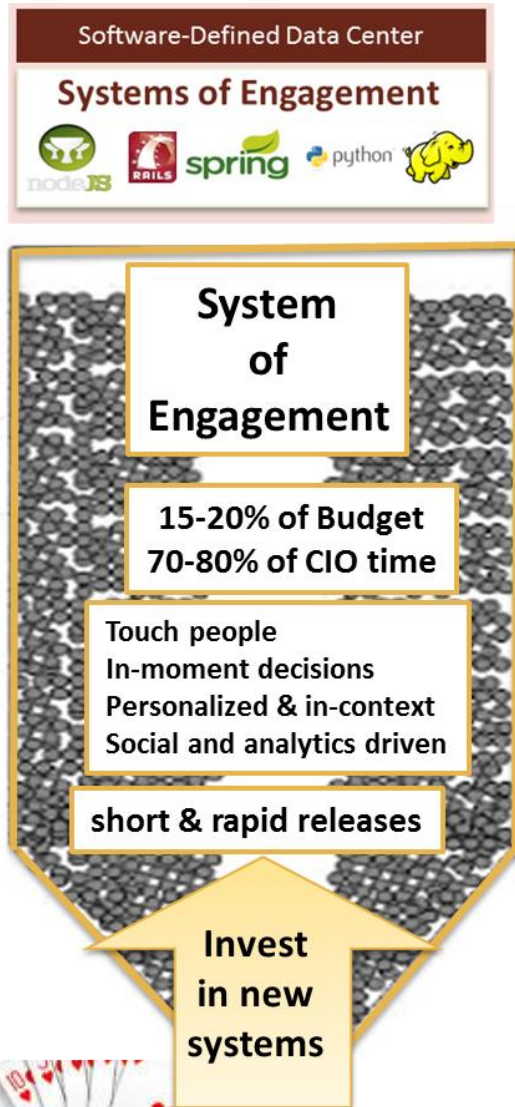 Software-Defined Data Center
Systems of Engagement
nodeJS RAILS spring python
System
of
Engagement
15-20% of Budget
70-80% of CIO time
Touch people
In-moment decisions
Personalized & in-context
Social and analytics driven
short & rapid releases
Invest
in new
systems
10